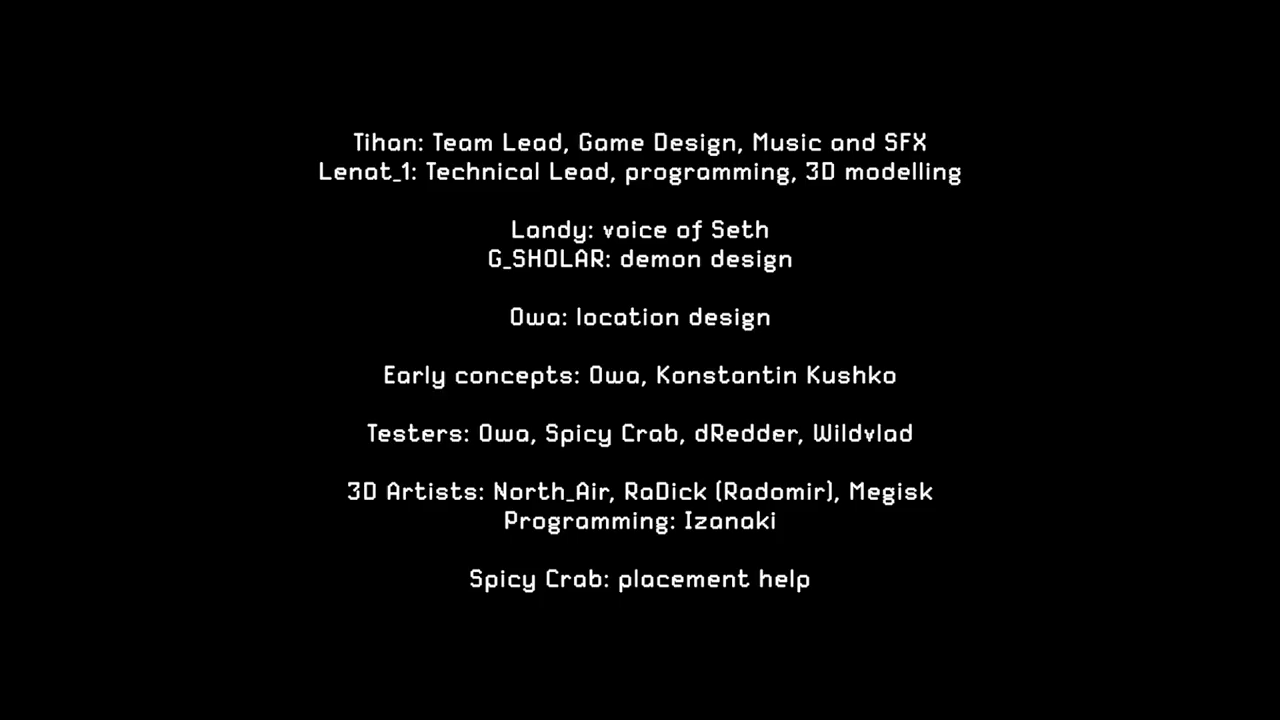 Tihan: Team Lead, Game Design, Music and SFX
Lenat_1: Technical Lead, programming, 3D modelling
Landy: voice of Seth
G_SHOLAR: demon design
Owa: location design
Early concepts: Owa, Konstantin Kushko
Testers: Owa, Spicy Crab, dRedder, Wildvlad
3D Artists: North_Air, RaDick (Radomir), Megisk
Programming: Izanaki
Spicy Crab: placement help